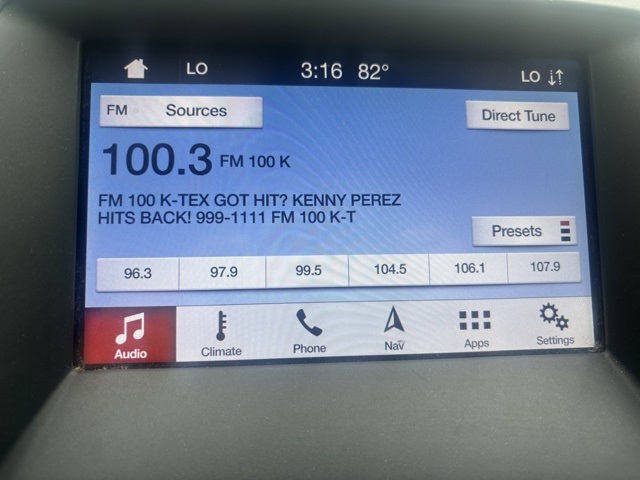 LO 3:16 82° LO
FM Sources Direct Tune
100.3 FM 100 K
FM 100 K-TEX GOT HIT? KENNY PEREZ
HITS BACK! 999-1111 FM 100 K-T
Presets
96.3 97.9 99.5 104.5 106.1 107.9
Audio Climate Phone Nav Apps Settings